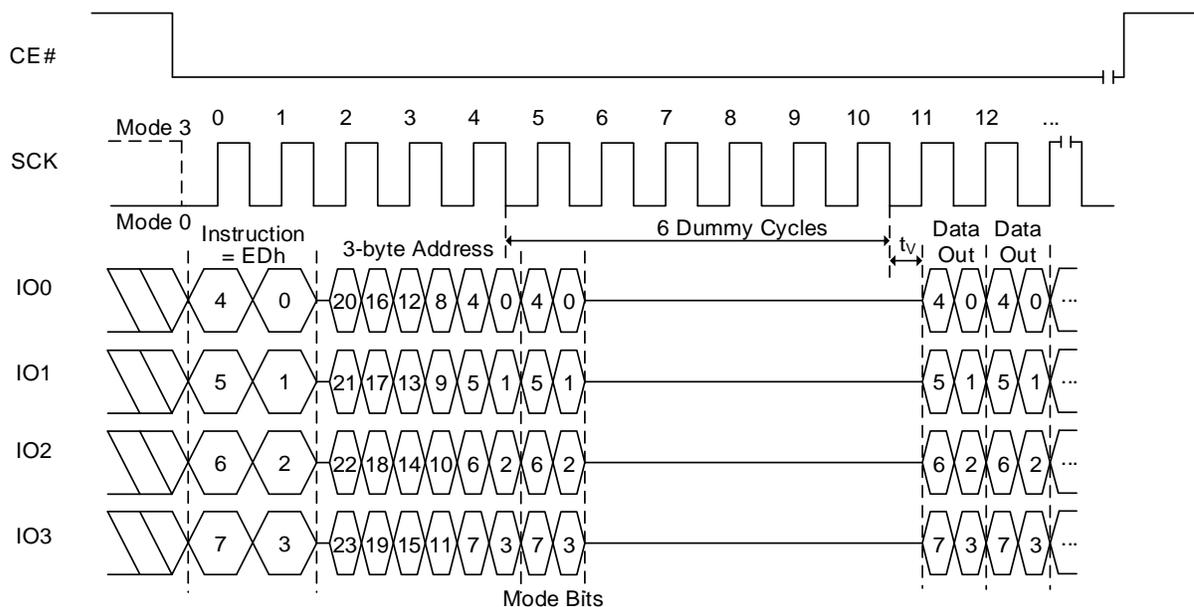 CE#
0 1 2 3 4 5 6 7 8 9 10 11 12 ...
Mode 3
SCK
Mode 0
Instruction = EDh
3-byte Address
6 Dummy Cycles
tV
Data Out
Data Out
IO0 4 0 20 16 12 8 4 0 4 0 4 0 4 0 ...
IO1 5 1 21 17 13 9 5 1 5 1 5 1 5 1 ...
IO2 6 2 22 18 14 10 6 2 6 2 6 2 6 2 ...
IO3 7 3 23 19 15 11 7 3 7 3 7 3 7 3 ...
Mode Bits